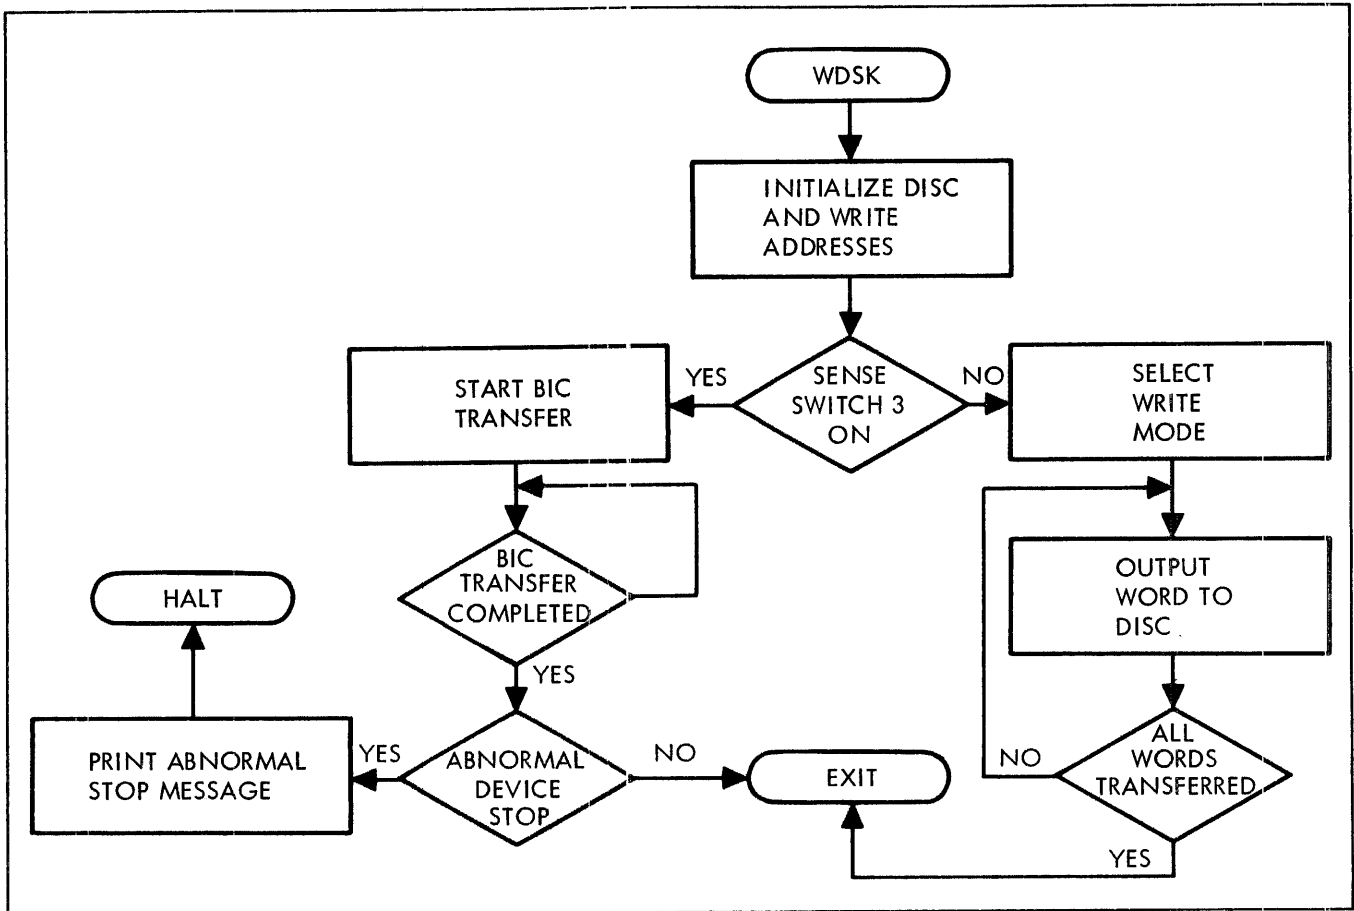 WDSK
INITIALIZE DISC
AND WRITE
ADDRESSES
SENSE
SWITCH 3
ON
YES
NO
START BIC
TRANSFER
SELECT
WRITE
MODE
BIC
TRANSFER
COMPLETED
YES
HALT
OUTPUT
WORD TO
DISC
PRINT ABNORMAL
STOP MESSAGE
YES
ABNORMAL
DEVICE
STOP
NO
EXIT
NO
ALL
WORDS
TRANSFERRED
YES